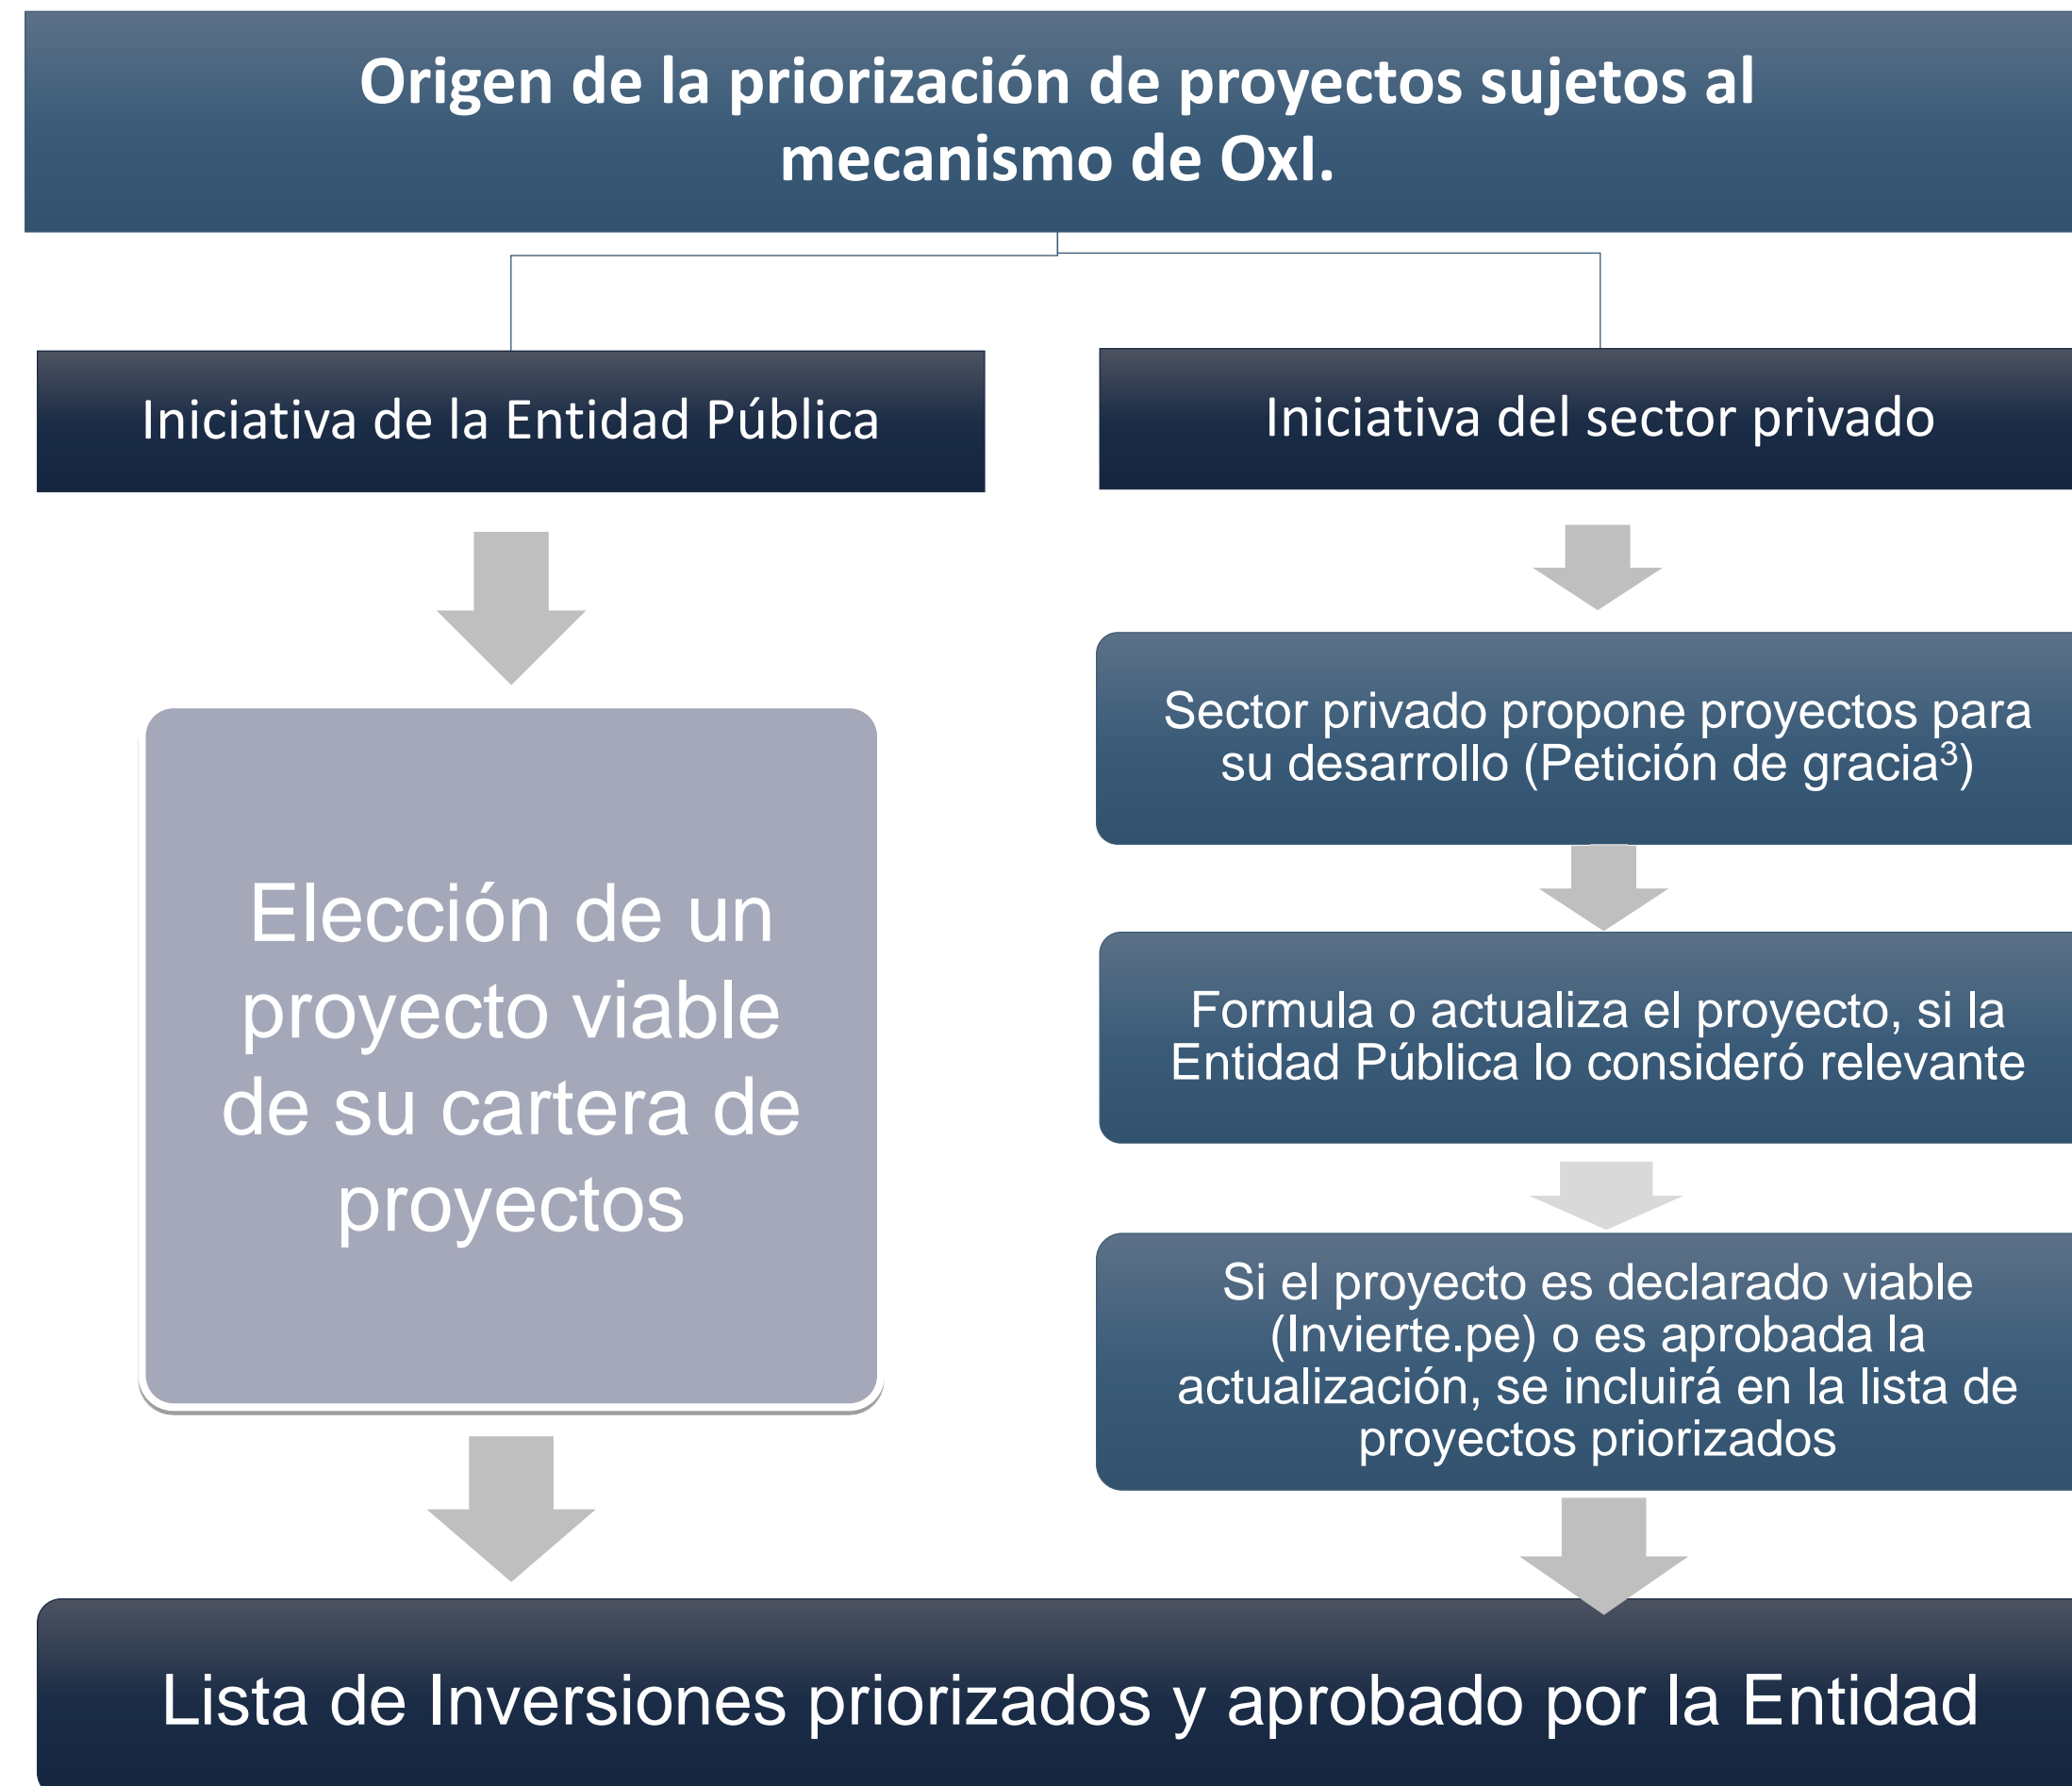 Origen de la priorización de proyectos sujetos al
mecanismo de OxI.
Iniciativa de la Entidad Pública
Elección de un
proyecto viable
de su cartera de
proyectos
Iniciativa del sector privado
Sector privado propone proyectos para
su desarrollo (Petición de gracia³)
Formula o actualiza el proyecto, si la
Entidad Pública lo consideró relevante
Si el proyecto es declarado viable
(Invierte.pe) o es aprobada la
actualización, se incluirá en la lista de
proyectos priorizados
Lista de Inversiones priorizados y aprobado por la Entidad